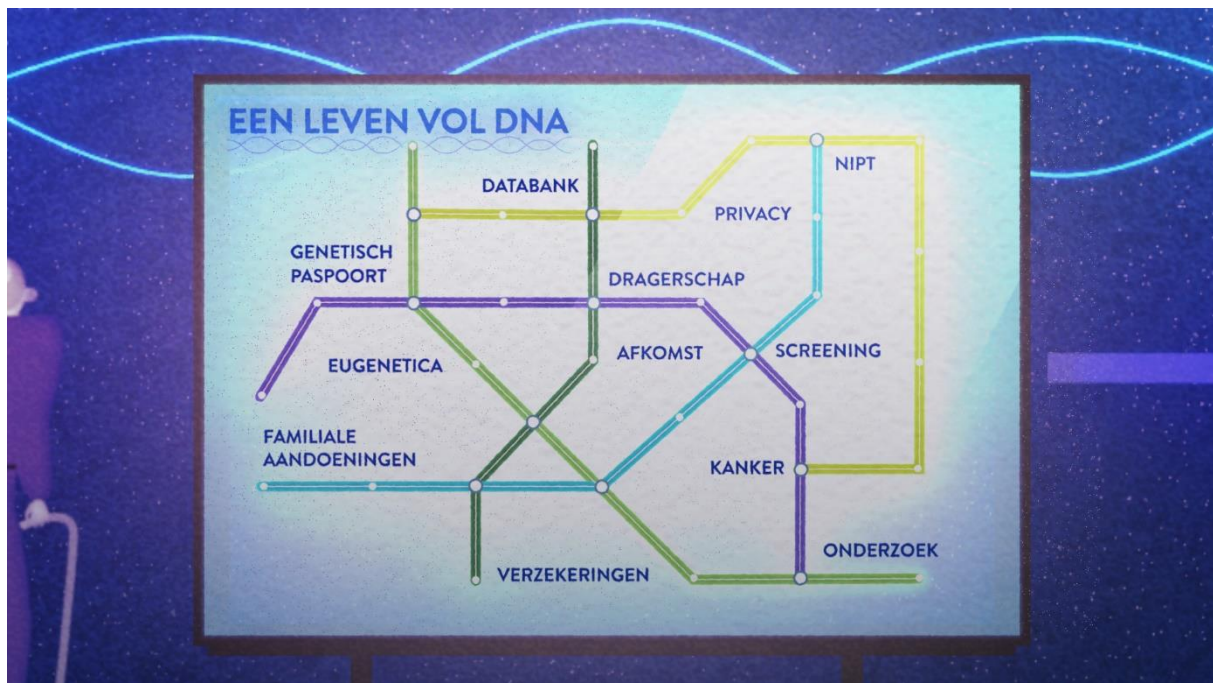 EEN LEVEN VOL DNA
DATABANK
NIPT
PRIVACY
GENETISCH
PASPOORT
DRAGERSCHAP
EUGENETICA
AFKOMST
SCREENING
FAMILIALE
AANDOENINGEN
KANKER
ONDERZOEK
VERZEKERINGEN